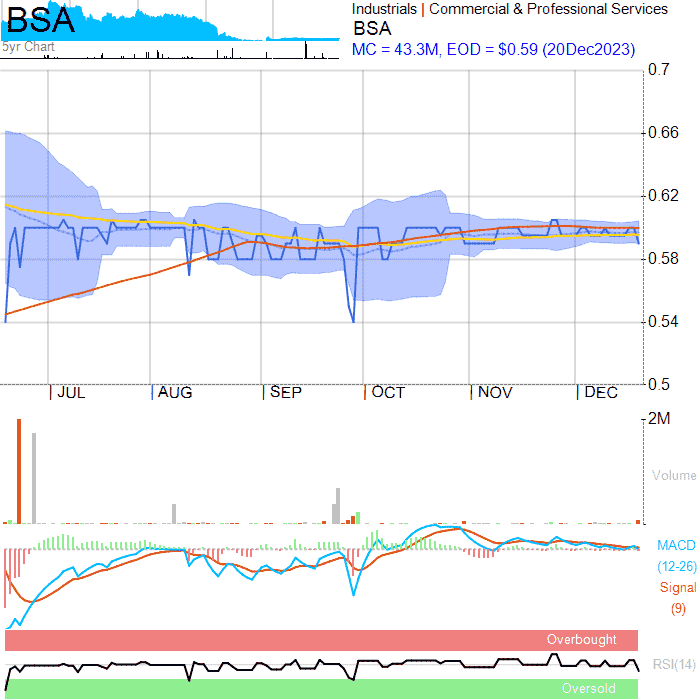 BSA
5yr Chart
Industrials | Commercial & Professional Services
BSA
MC = 43.3M, EOD = $0.59 (20Dec2023)
0.7
0.66
0.62
0.58
0.54
0.5
JUL AUG SEP OCT NOV DEC
2M
Volume
MACD
(12-26)
Signal
(9)
Overbought
RSI(14)
Oversold